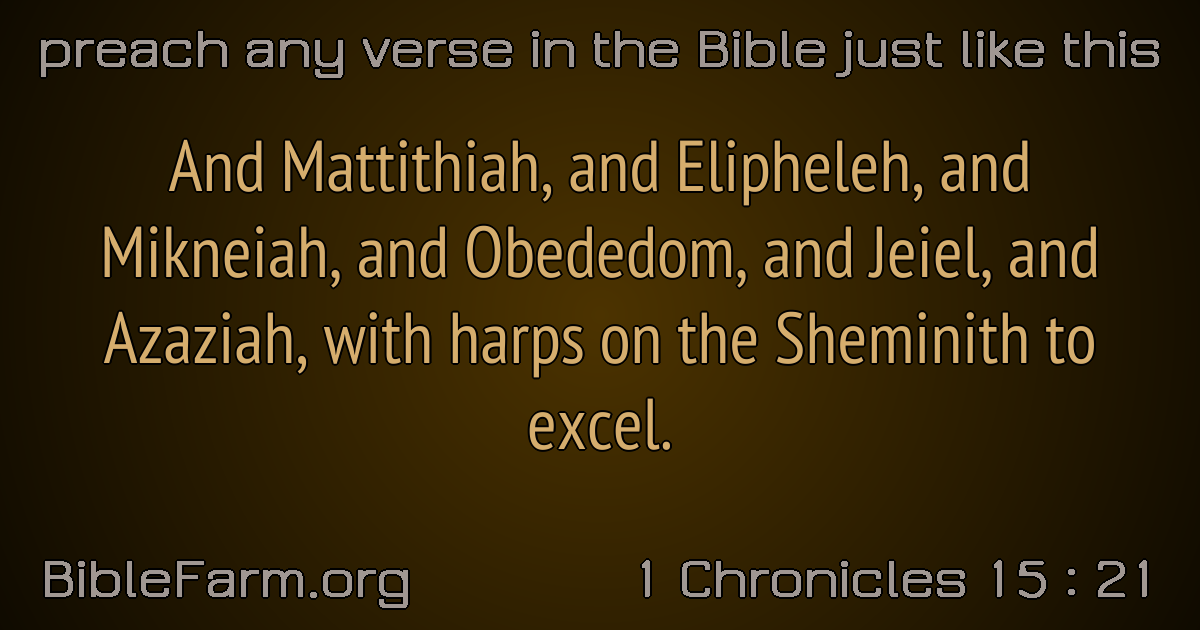 preach any verse in the Bible just like this
And Mattithiah, and Elipheleh, and
Mikneiah, and Obededom, and Jeiel, and
Azaziah, with harps on the Sheminith to
excel.
BibleFarm.org
1 Chronicles 15 : 21